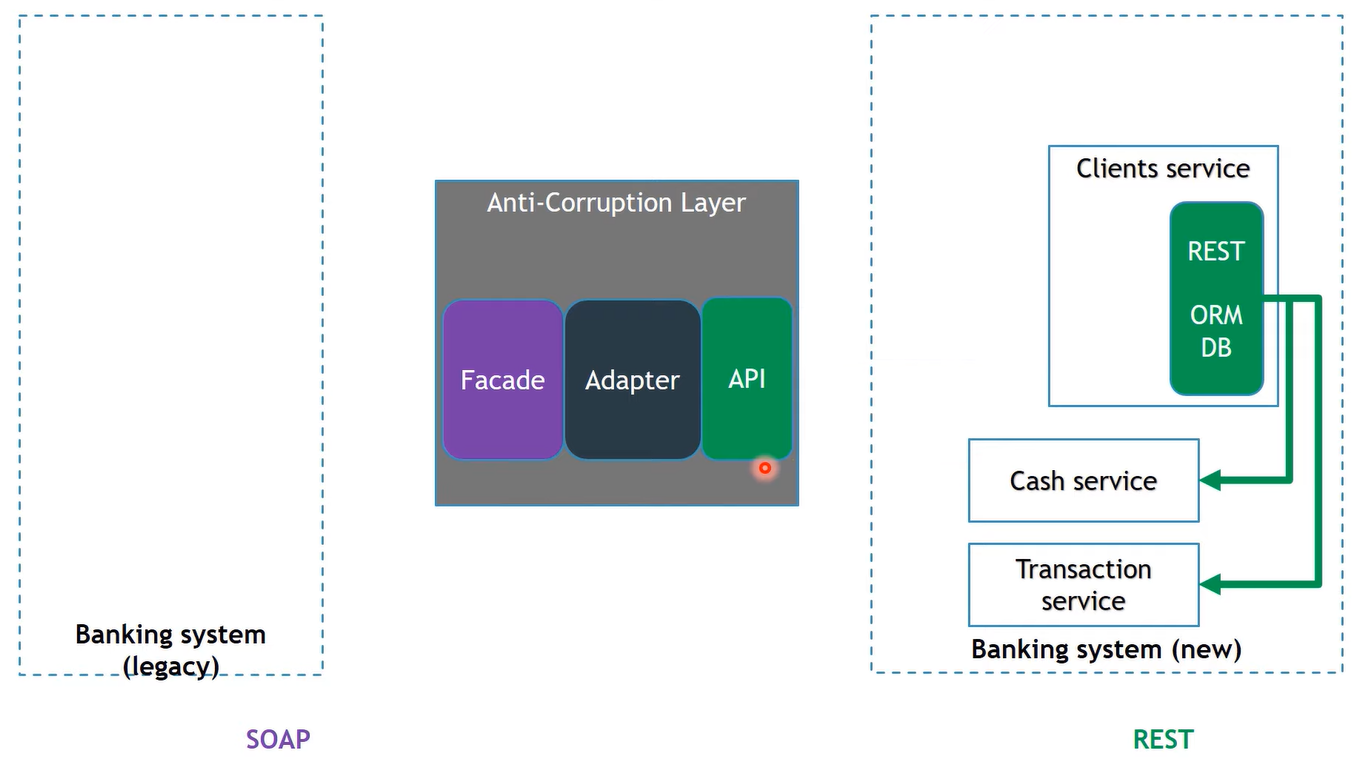 Anti-Corruption Layer
Facade
Adapter
API
Clients service
REST
ORM
DB
Cash service
Transaction
service
Banking system
(legacy)
Banking system (new)
SOAP
REST